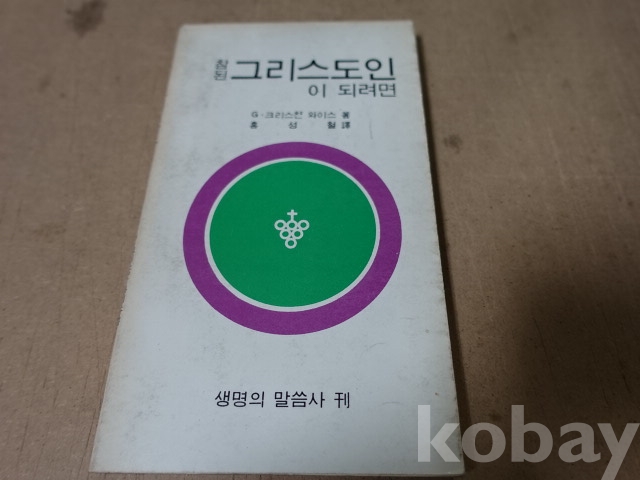 참된 그리스도인
이 되려면
G·크리스찬 와이스 著
홍 성 철 譯
생명의 말씀사 刊
kobay